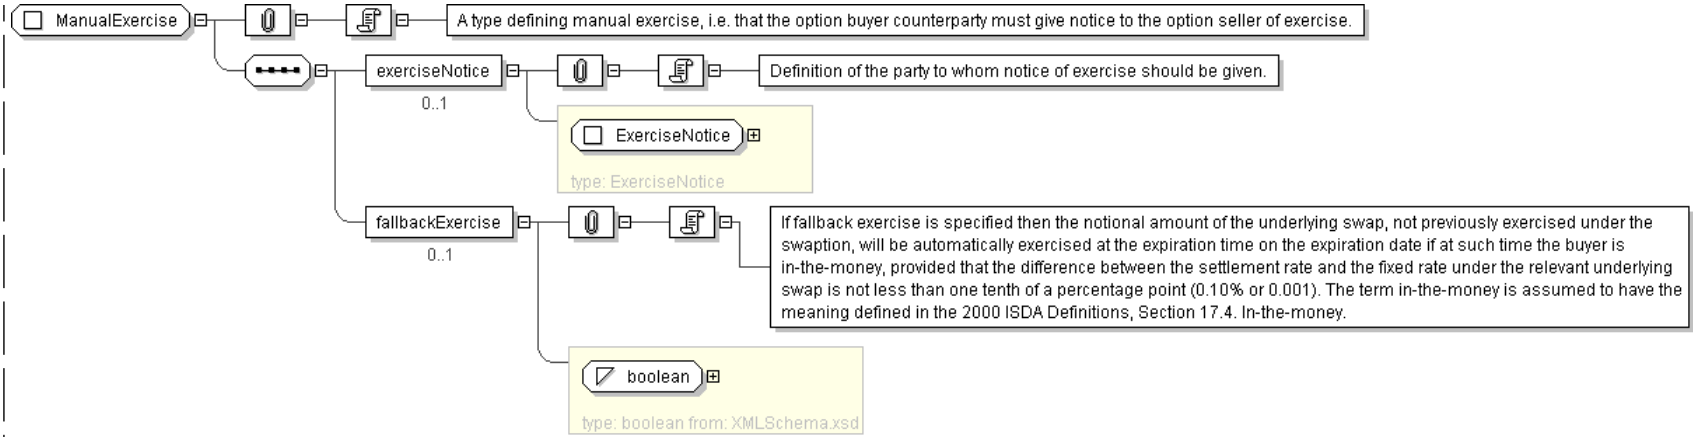 ManualExercise
A type defining manual exercise, i.e. that the option buyer counterparty must give notice to the option seller of exercise.
exerciseNotice
Definition of the party to whom notice of exercise should be given.
0..1
ExerciseNotice
type: ExerciseNotice
fallbackExercise
0..1
If fallback exercise is specified then the notional amount of the underlying swap, not previously exercised under the
swaption, will be automatically exercised at the expiration time on the expiration date if at such time the buyer is
in-the-money, provided that the difference between the settlement rate and the fixed rate under the relevant underlying
swap is not less than one tenth of a percentage point (0.10% or 0.001). The term in-the-money is assumed to have the
meaning defined in the 2000 ISDA Definitions, Section 17.4. In-the-money.
boolean
type: boolean from: XMLSchema.xsd